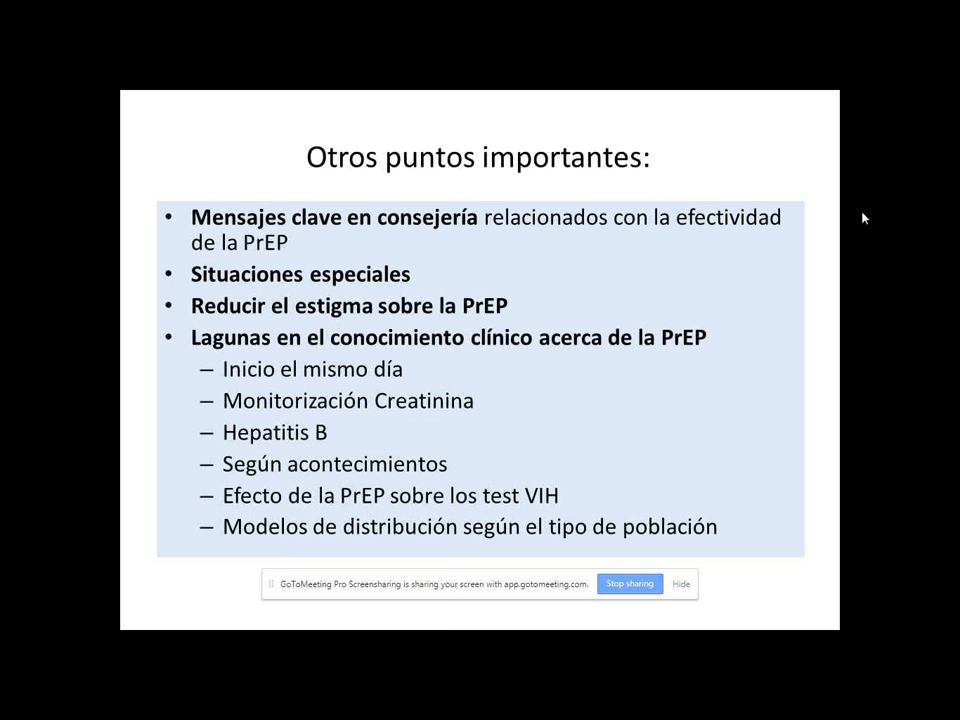 Otros puntos importantes:
• Mensajes clave en consejería relacionados con la efectividad
de la PrEP
• Situaciones especiales
• Reducir el estigma sobre la PrEP
• Lagunas en el conocimiento clínico acerca de la PrEP
– Inicio el mismo día
– Monitorización Creatinina
– Hepatitis B
– Según acontecimientos
– Efecto de la PrEP sobre los test VIH
– Modelos de distribución según el tipo de población
GoToMeeting Pro Screensharing is sharing your screen with app.gotomeeting.com. Stop sharing Hide